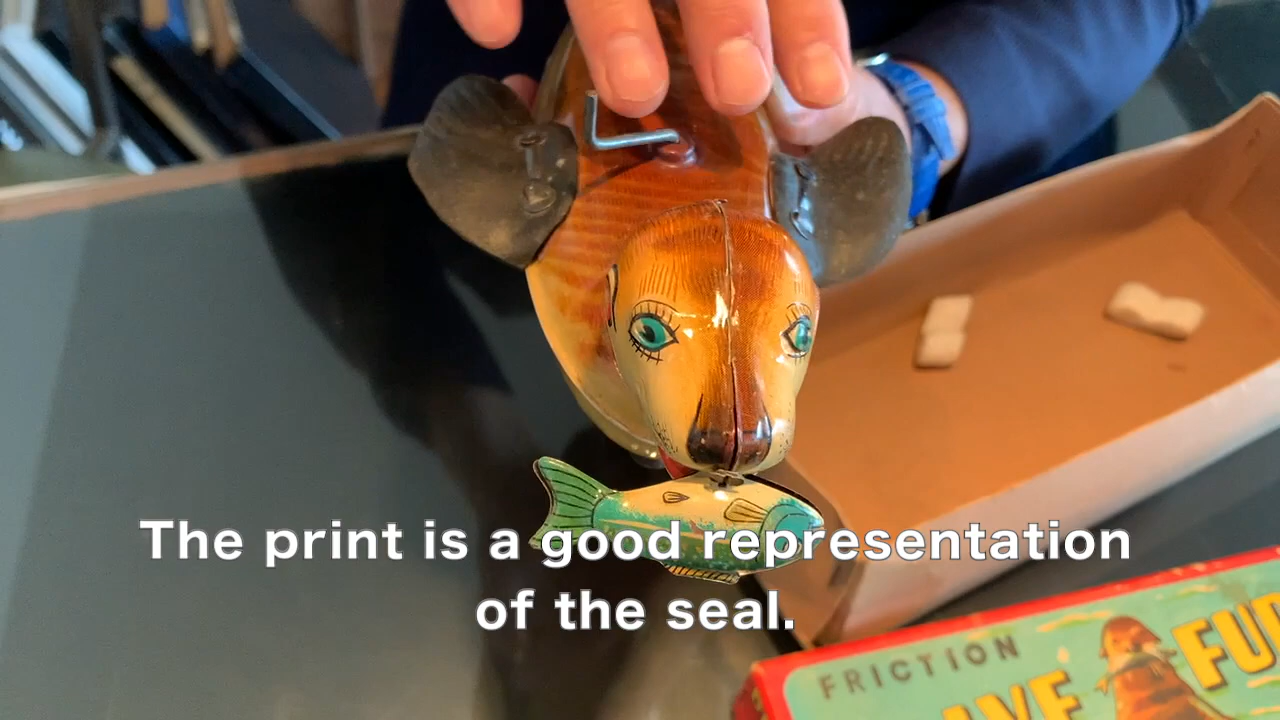 The print is a good representation
of the seal.
FRICTION